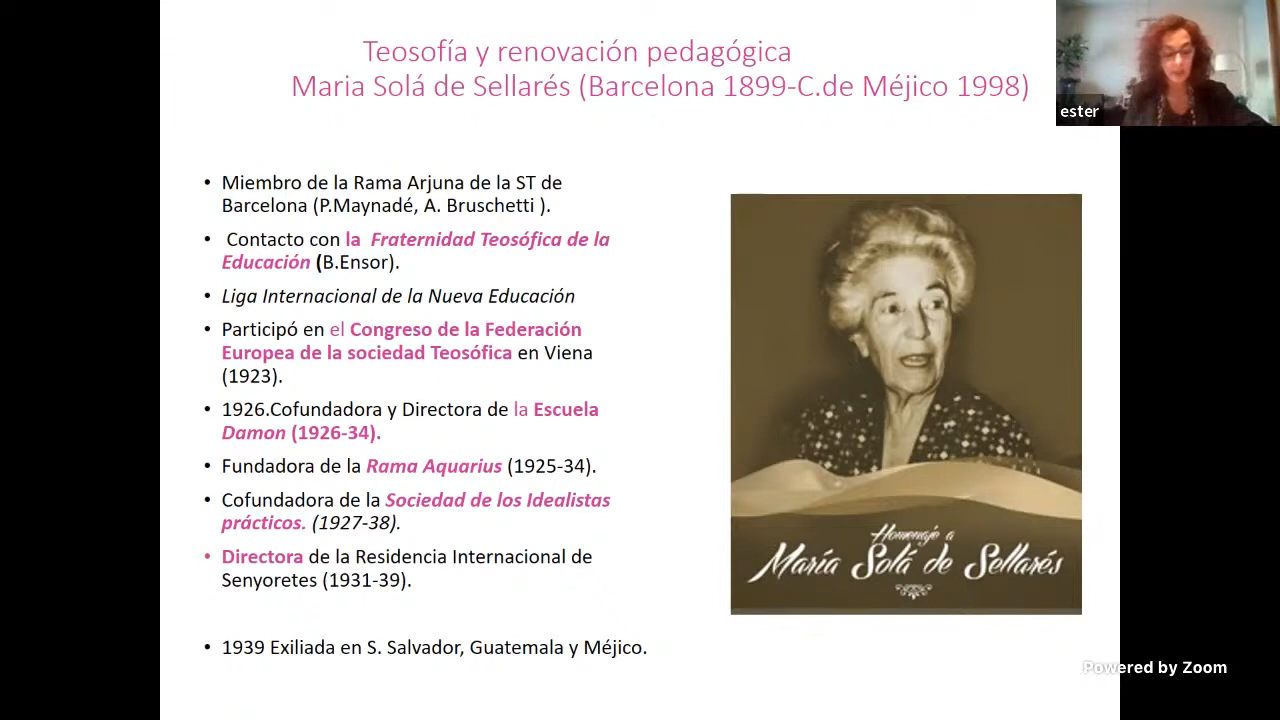 Teosofía y renovación pedagógica
Maria Solá de Sellarés (Barcelona 1899-C.de Méjico 1998)
ester
• Miembro de la Rama Arjuna de la ST de
Barcelona (P.Maynadé, A. Bruschetti ).
• Contacto con la Fraternidad Teosófica de la
Educación (B.Ensor).
• Liga Internacional de la Nueva Educación
• Participó en el Congreso de la Federación
Europea de la sociedad Teosófica en Viena
(1923).
• 1926.Cofundadora y Directora de la Escuela
Damon (1926-34).
• Fundadora de la Rama Aquarius (1925-34).
• Cofundadora de la Sociedad de los Idealistas
prácticos. (1927-38).
• Directora de la Residencia Internacional de
Senyoretes (1931-39).
• 1939 Exiliada en S. Salvador, Guatemala y Méjico.
Homenaje a
María Solá de Sellarés
Powered by Zoom